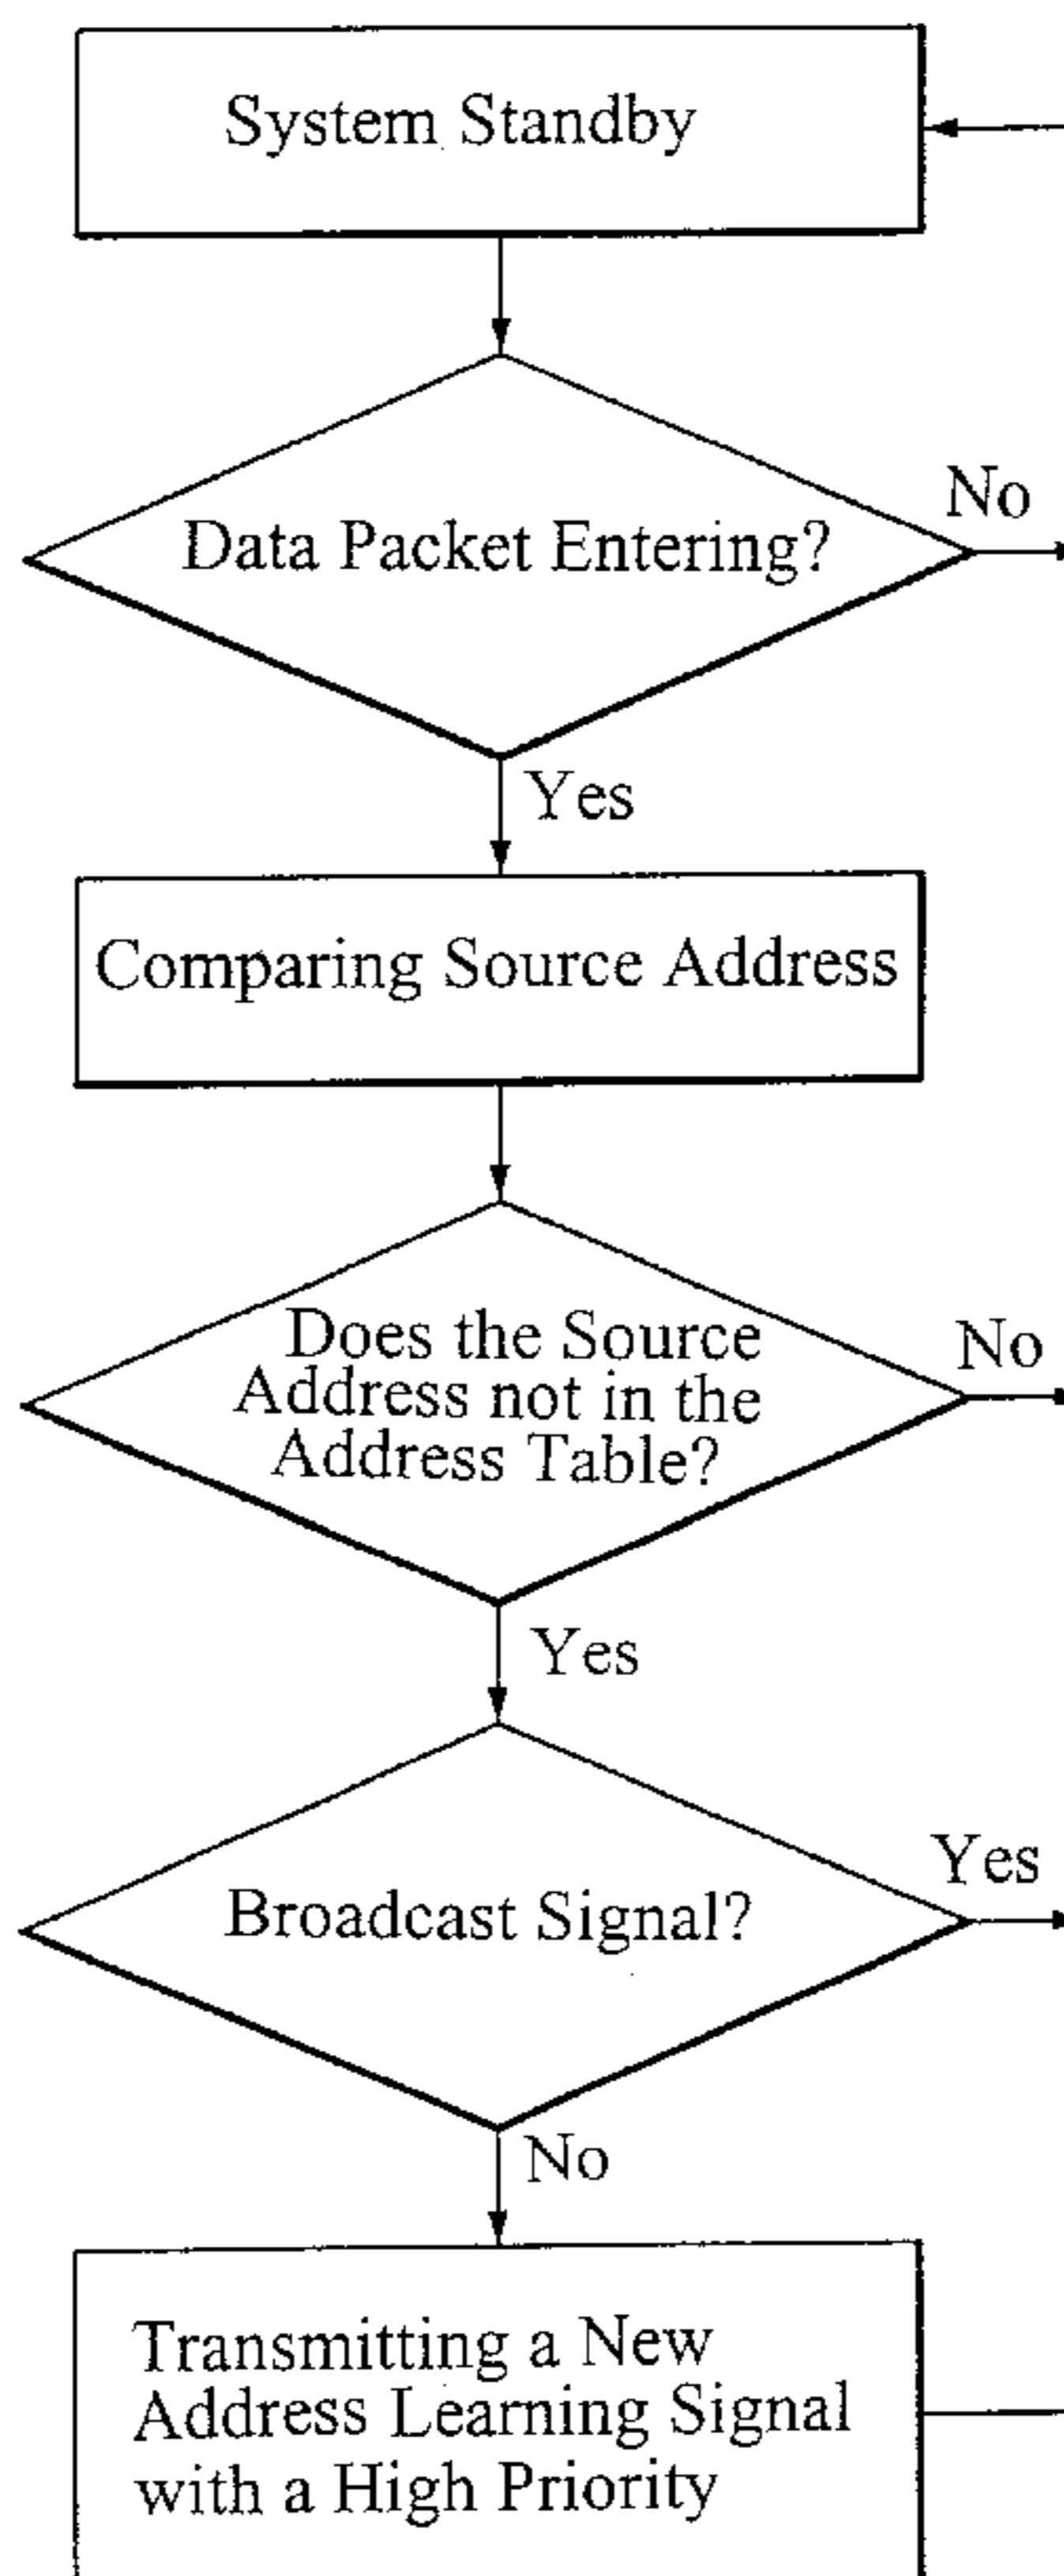 System Standby
Data Packet Entering?
No
Yes
Comparing Source Address
Does the Source
Address not in the
Address Table?
No
Yes
Broadcast Signal?
Yes
No
Transmitting a New
Address Learning Signal
with a High Priority